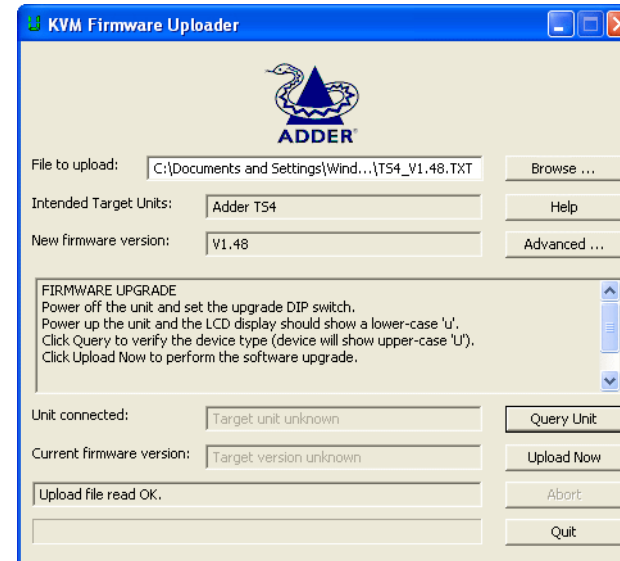 KVM Firmware Uploader
ADDER®
File to upload: C:\Documents and Settings\Wind...\TS4_V1.48.TXT Browse ...
Intended Target Units: Adder TS4 Help
New firmware version: V1.48 Advanced ...
FIRMWARE UPGRADE
Power off the unit and set the upgrade DIP switch.
Power up the unit and the LCD display should show a lower-case 'u'.
Click Query to verify the device type (device will show upper-case 'U').
Click Upload Now to perform the software upgrade.
Unit connected: Target unit unknown Query Unit
Current firmware version: Target version unknown Upload Now
Upload file read OK. Abort
Quit